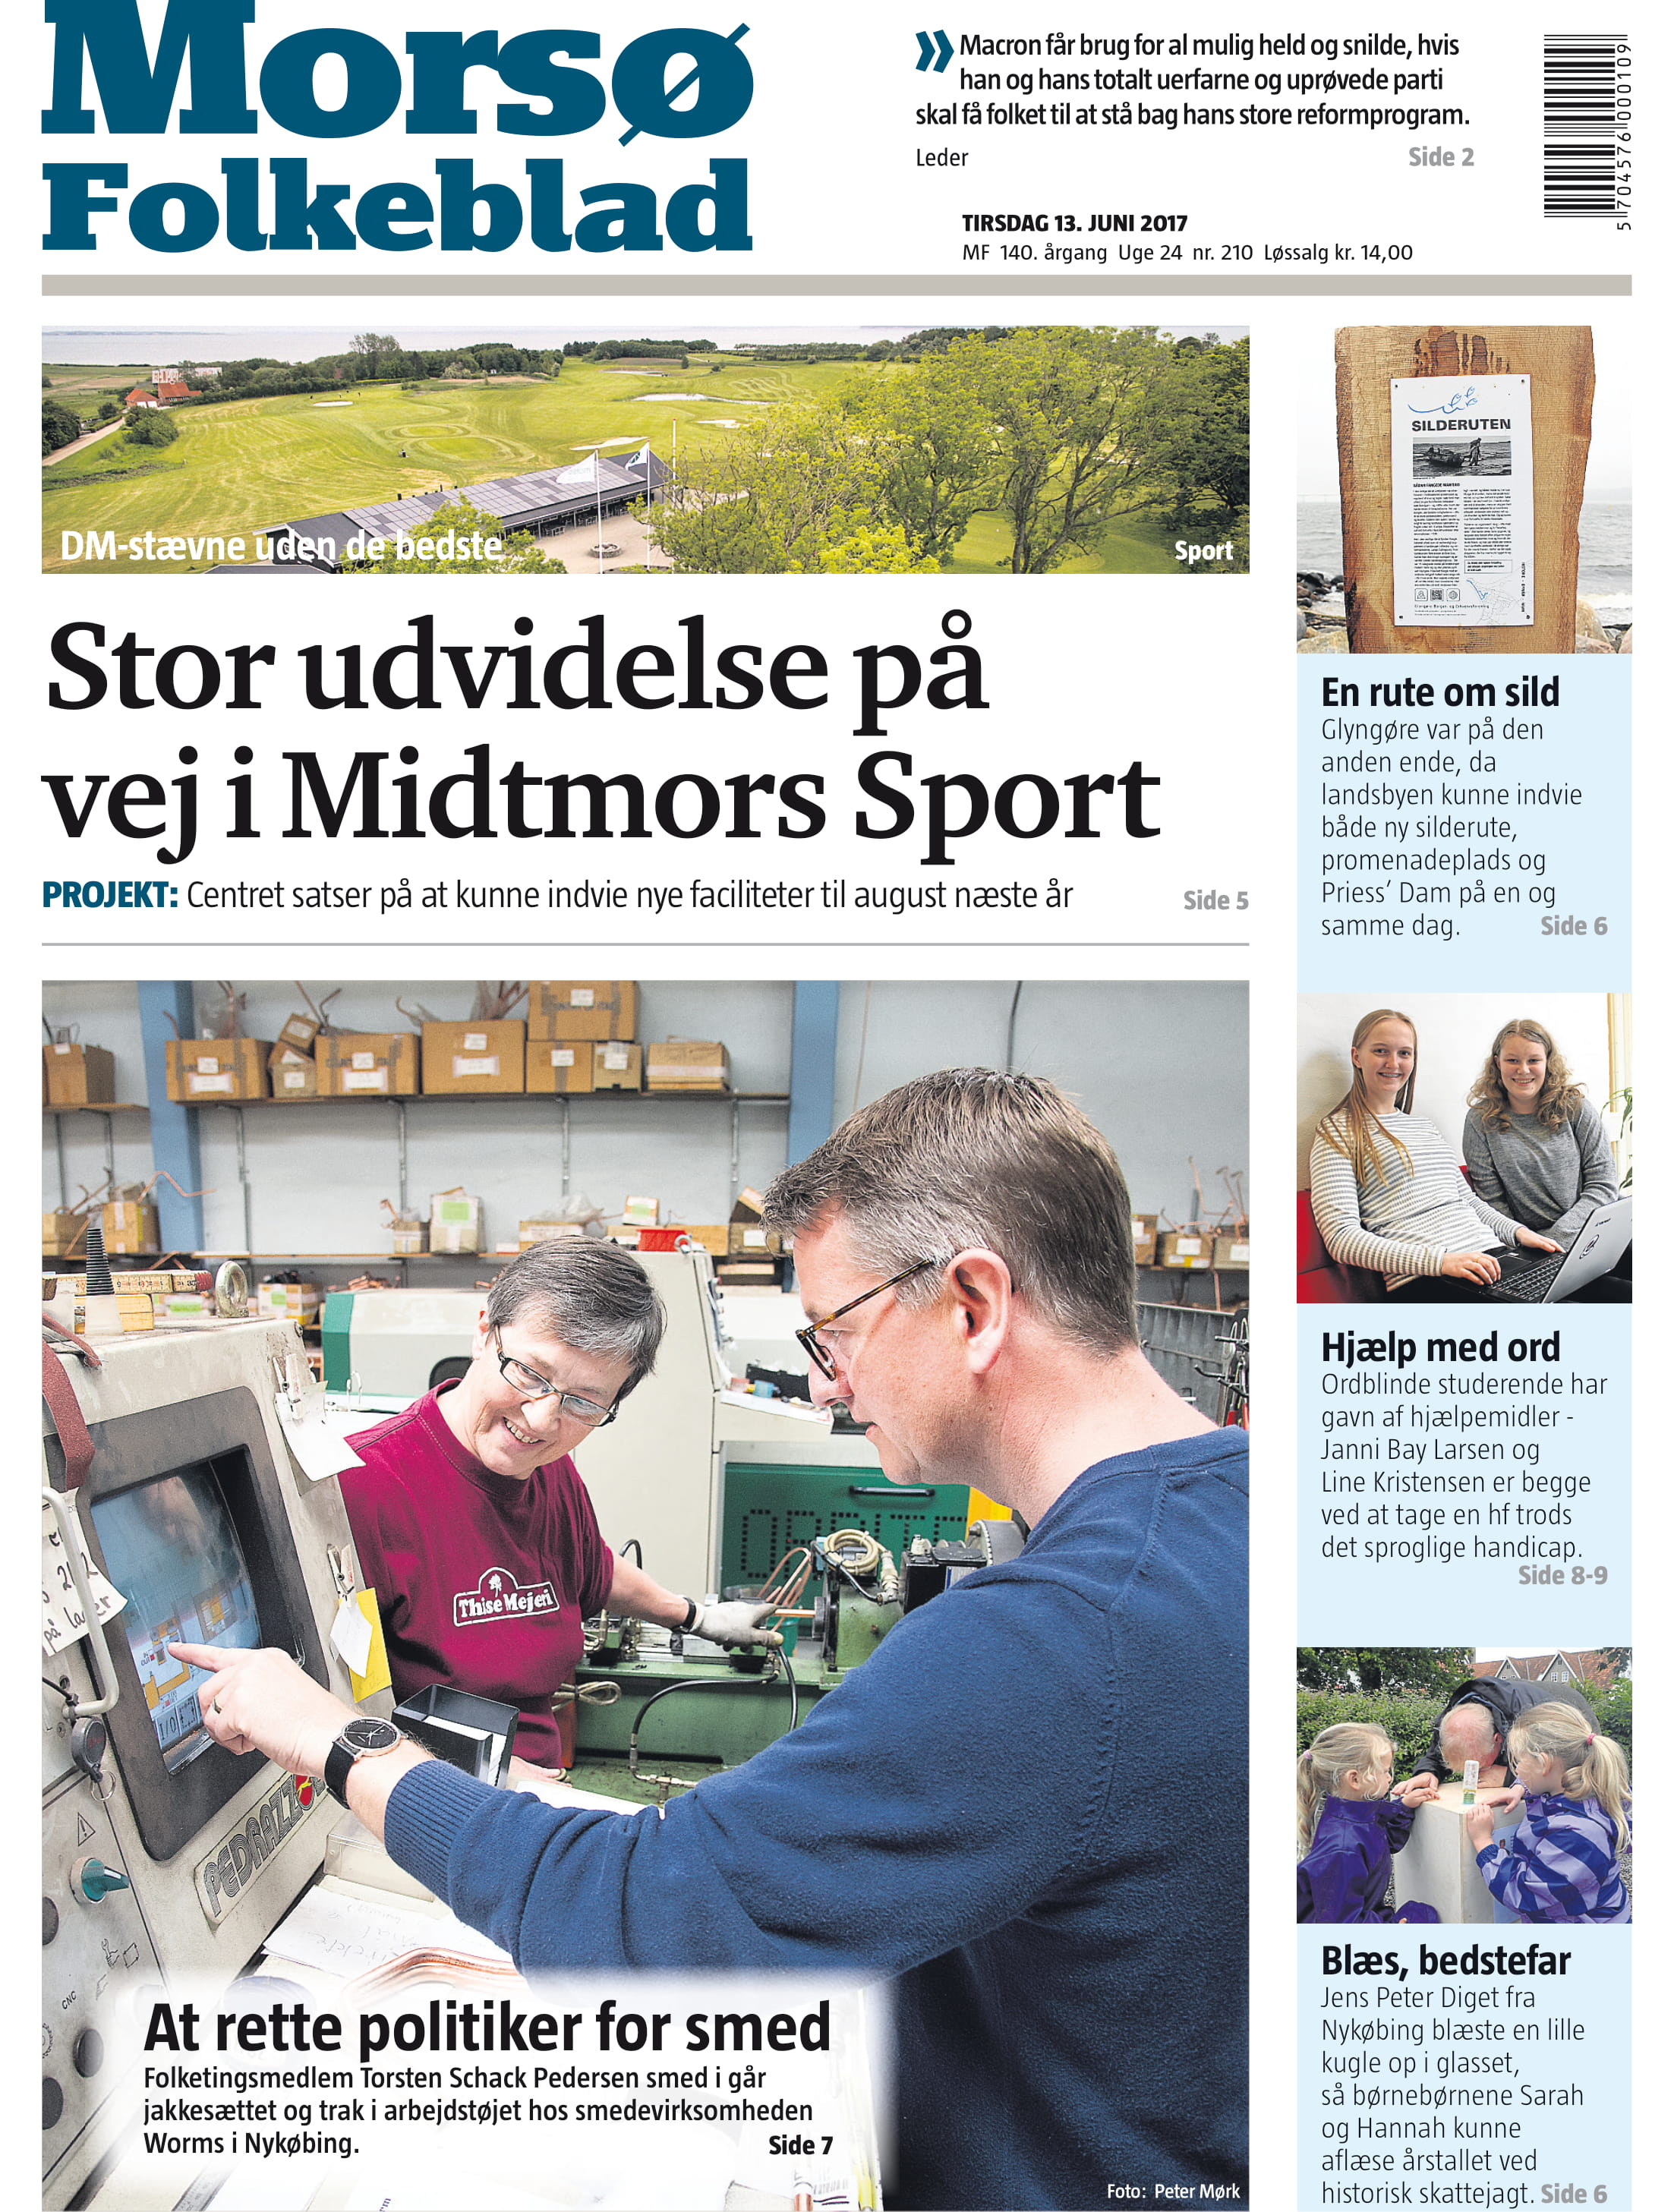 Morsø
Folkeblad
» Macron får brug for al mulig held og snilde, hvis
han og hans totalt uerfarne og uprøvede parti
skal få folket til at stå bag hans store reformprogram.
Leder Side 2
TIRSDAG 13. JUNI 2017
MF 140. årgang Uge 24 nr. 210 Løssalg kr. 14,00
5 704576 000109
DM-stævne uden de bedste Sport
Stor udvidelse på
vej i Midtmors Sport
PROJEKT: Centret satser på at kunne indvie nye faciliteter til august næste år Side 5
SILDERUTEN
En rute om sild
Glyngøre var på den
anden ende, da
landsbyen kunne indvie
både ny silderute,
promenadeplads og
Priess’ Dam på en og
samme dag. Side 6
Hjælp med ord
Ordblinde studerende har
gavn af hjælpemidler -
Janni Bay Larsen og
Line Kristensen er begge
ved at tage en hf trods
det sproglige handicap.
Side 8-9
Blæs, bedstefar
Jens Peter Diget fra
Nykøbing blæste en lille
kugle op i glasset,
så børnebørnene Sarah
og Hannah kunne
aflæse årstallet ved
historisk skattejagt. Side 6
Thise Mejeri
CNC
At rette politiker for smed
Folketingsmedlem Torsten Schack Pedersen smed i går
jakkesættet og trak i arbejdstøjet hos smedevirksomheden
Worms i Nykøbing. Side 7
Foto: Peter Mørk